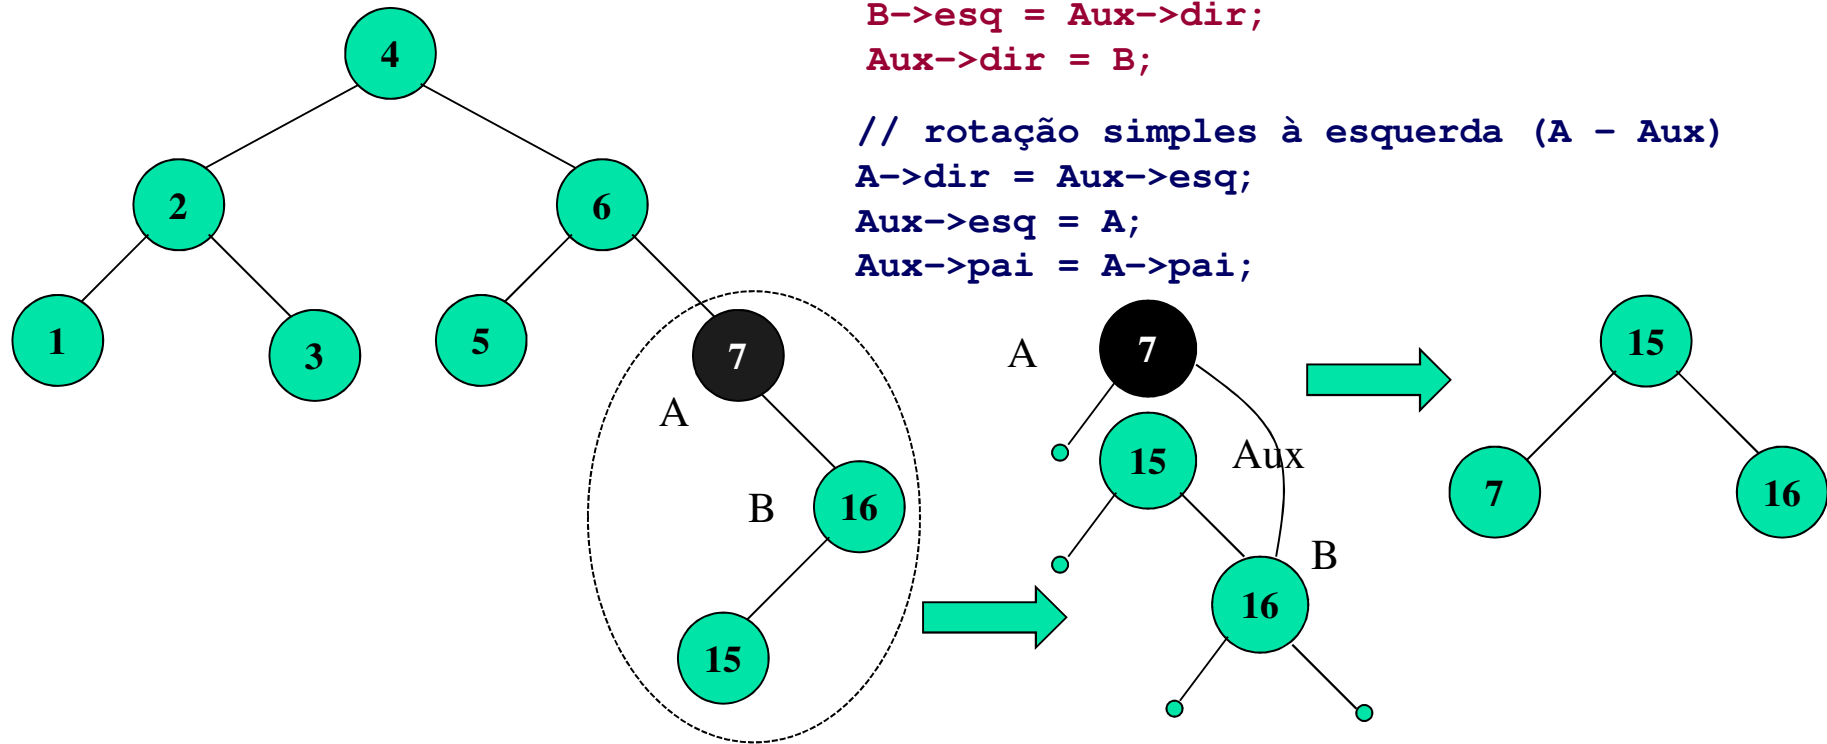 B->esq = Aux->dir;
Aux->dir = B;
// rotação simples à esquerda (A - Aux)
A->dir = Aux->esq;
Aux->esq = A;
Aux->pai = A->pai;
4
2
6
1
3
5
7
A
B
16
15
A
7
15
Aux
B
16
15
7
16